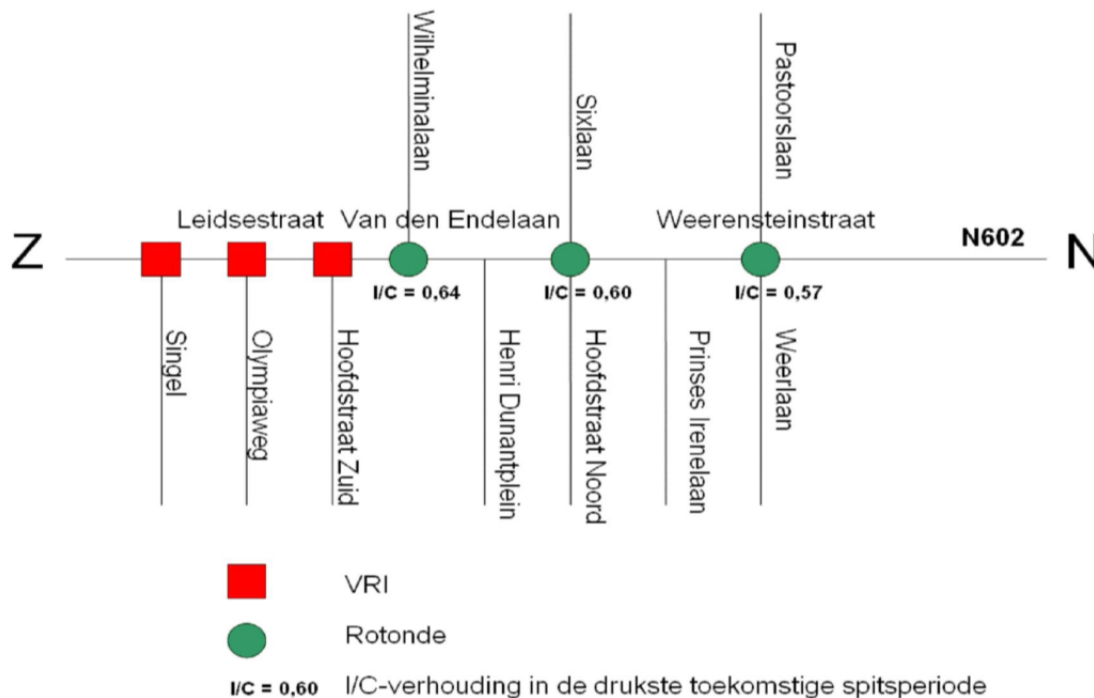 Wilhelminalaan
Sixlaan
Pastoorslaan
Leidsestraat
Van den Endelaan
Weerensteinstraat
N602
Z
N
I/C = 0,64
I/C = 0,60
I/C = 0,57
Singel
Olympiaweg
Hoofdstraat Zuid
Henri Dunantplein
Hoofdstraat Noord
Prinses Irenelaan
Weerlaan
VRI
Rotonde
I/C = 0,60 I/C-verhouding in de drukste toekomstige spitsperiode